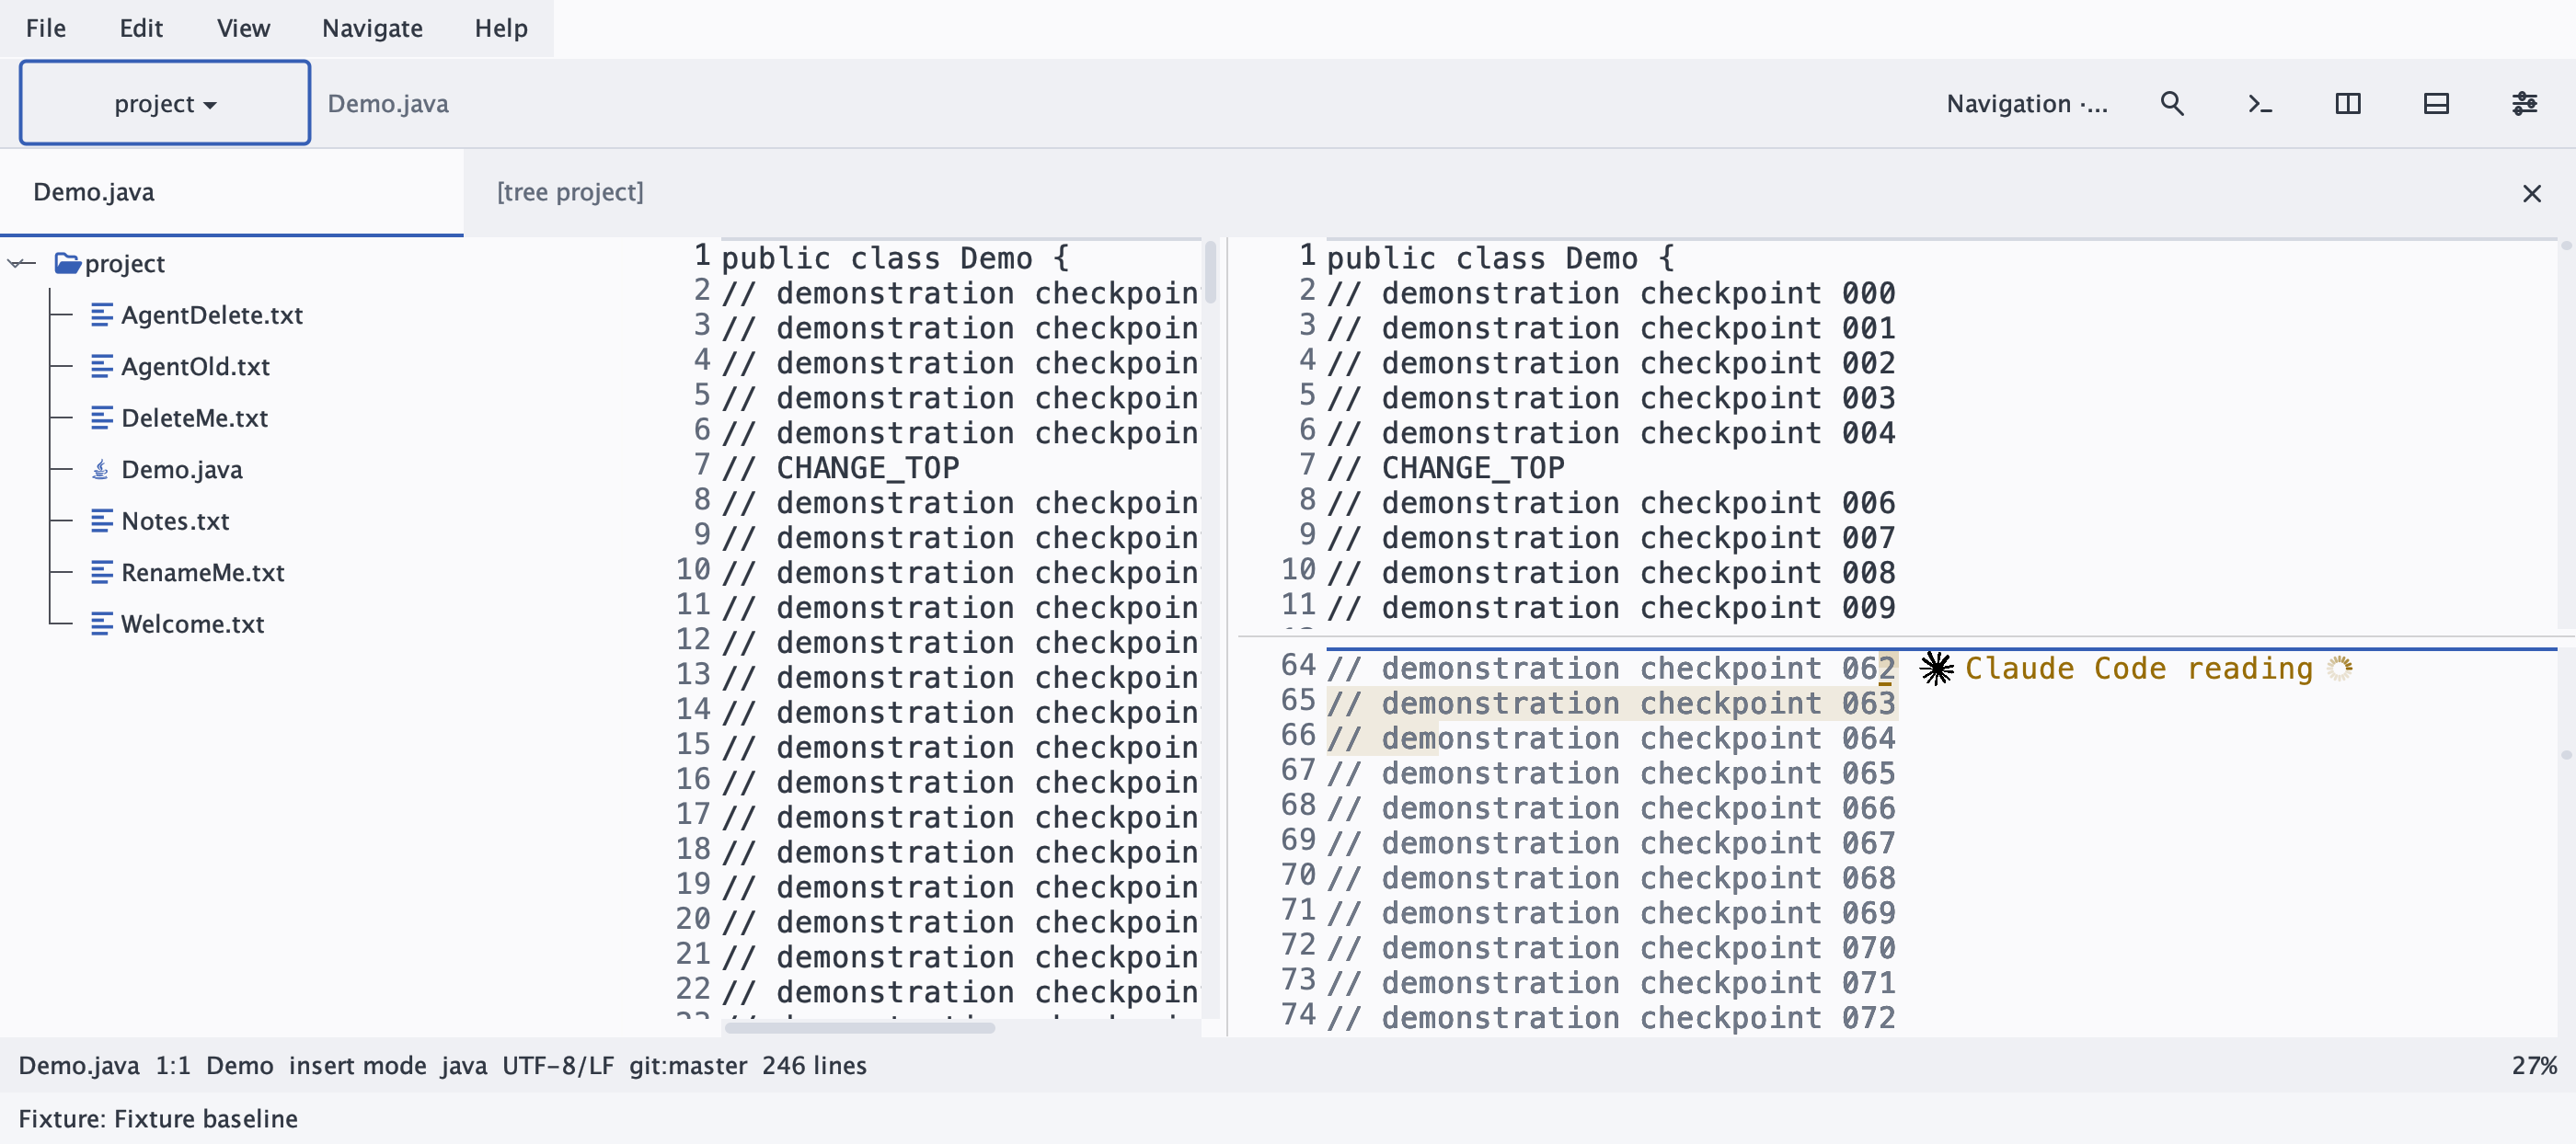 File Edit View Navigate Help
project Demo.java Navigation ·...
Demo.java [tree project]
project
AgentDelete.txt
AgentOld.txt
DeleteMe.txt
Demo.java
Notes.txt
RenameMe.txt
Welcome.txt
1 public class Demo {
2 // demonstration checkpoin
3 // demonstration checkpoin
4 // demonstration checkpoin
5 // demonstration checkpoin
6 // demonstration checkpoin
7 // CHANGE_TOP
8 // demonstration checkpoin
9 // demonstration checkpoin
10 // demonstration checkpoin
11 // demonstration checkpoin
12 // demonstration checkpoin
13 // demonstration checkpoin
14 // demonstration checkpoin
15 // demonstration checkpoin
16 // demonstration checkpoin
17 // demonstration checkpoin
18 // demonstration checkpoin
19 // demonstration checkpoin
20 // demonstration checkpoin
21 // demonstration checkpoin
22 // demonstration checkpoin
1 public class Demo {
2 // demonstration checkpoint 000
3 // demonstration checkpoint 001
4 // demonstration checkpoint 002
5 // demonstration checkpoint 003
6 // demonstration checkpoint 004
7 // CHANGE_TOP
8 // demonstration checkpoint 006
9 // demonstration checkpoint 007
10 // demonstration checkpoint 008
11 // demonstration checkpoint 009
64 // demonstration checkpoint 062 Claude Code reading
65 // demonstration checkpoint 063
66 // demonstration checkpoint 064
67 // demonstration checkpoint 065
68 // demonstration checkpoint 066
69 // demonstration checkpoint 067
70 // demonstration checkpoint 068
71 // demonstration checkpoint 069
72 // demonstration checkpoint 070
73 // demonstration checkpoint 071
74 // demonstration checkpoint 072
Demo.java 1:1 Demo insert mode java UTF-8/LF git:master 246 lines 27%
Fixture: Fixture baseline